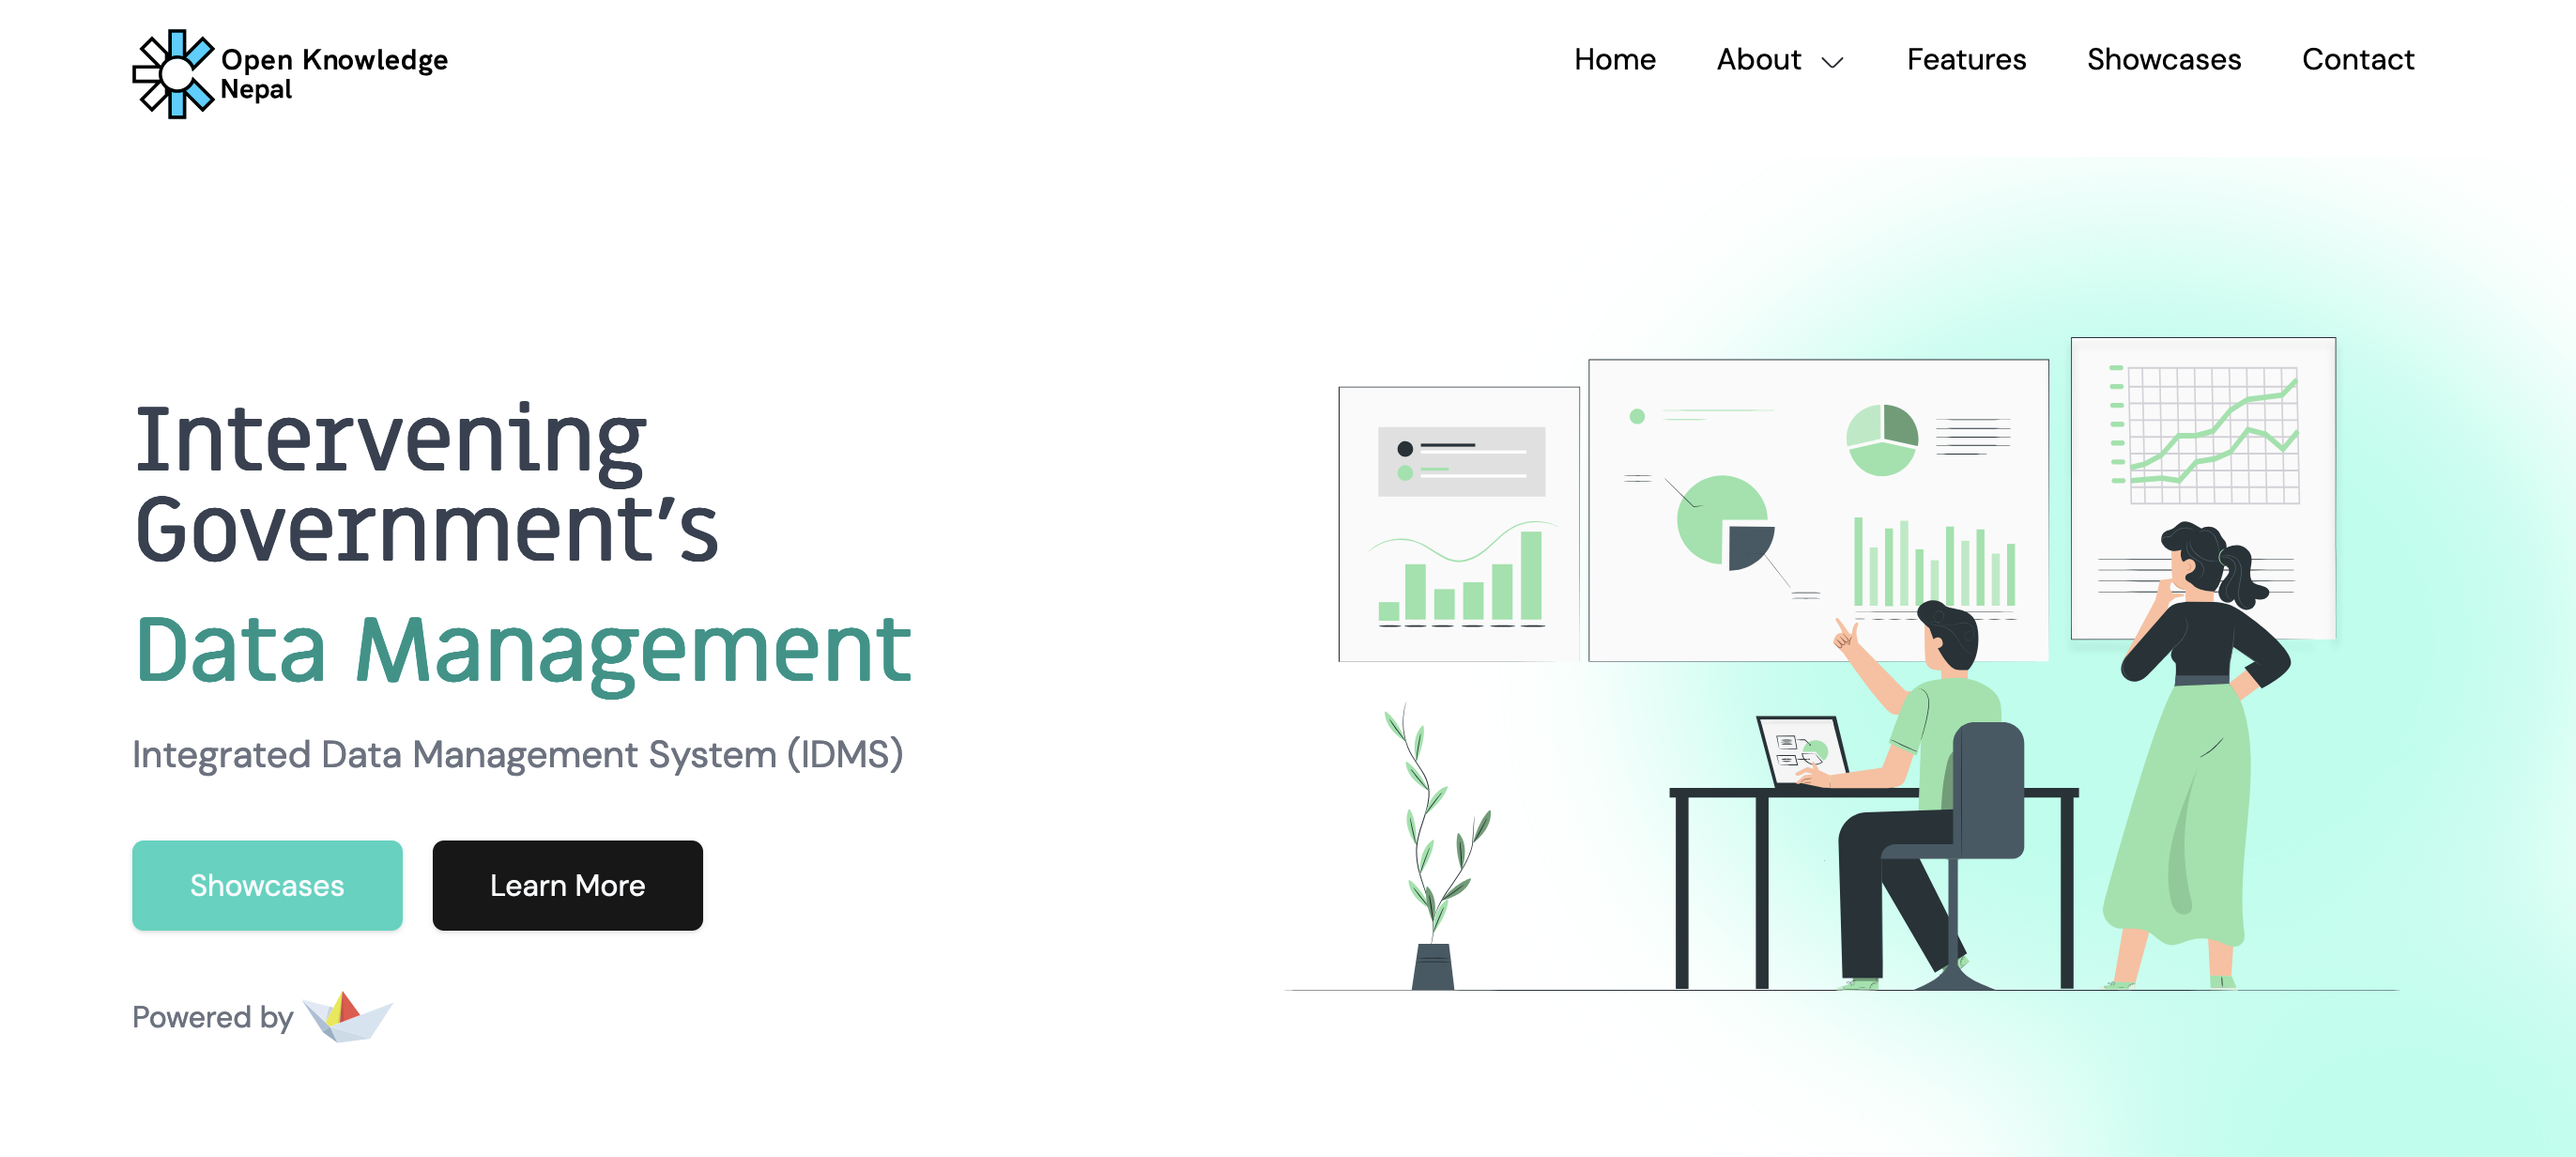 Open Knowledge
Nepal
Home
About
Features
Showcases
Contact
Intervening
Government’s
Data Management
Integrated Data Management System (IDMS)
Showcases
Learn More
Powered by